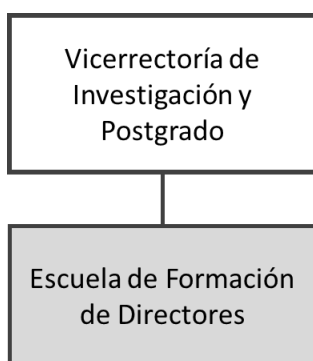 Vicerrectoría de
Investigación y
Postgrado
Escuela de Formación
de Directores